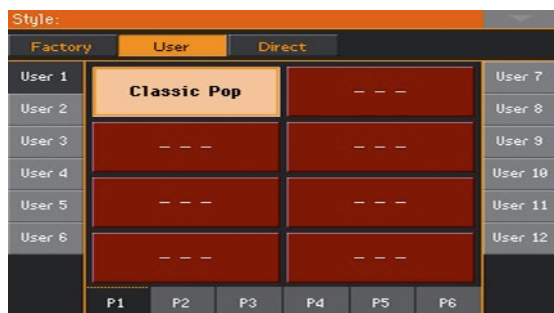 Style:
Factory User Direct
User 1 Classic Pop - - - User 7
User 2 User 8
User 3 - - - - - - User 9
User 4 User 10
User 5 - - - - - - User 11
User 6 User 12
- - - - - -
P1 P2 P3 P4 P5 P6